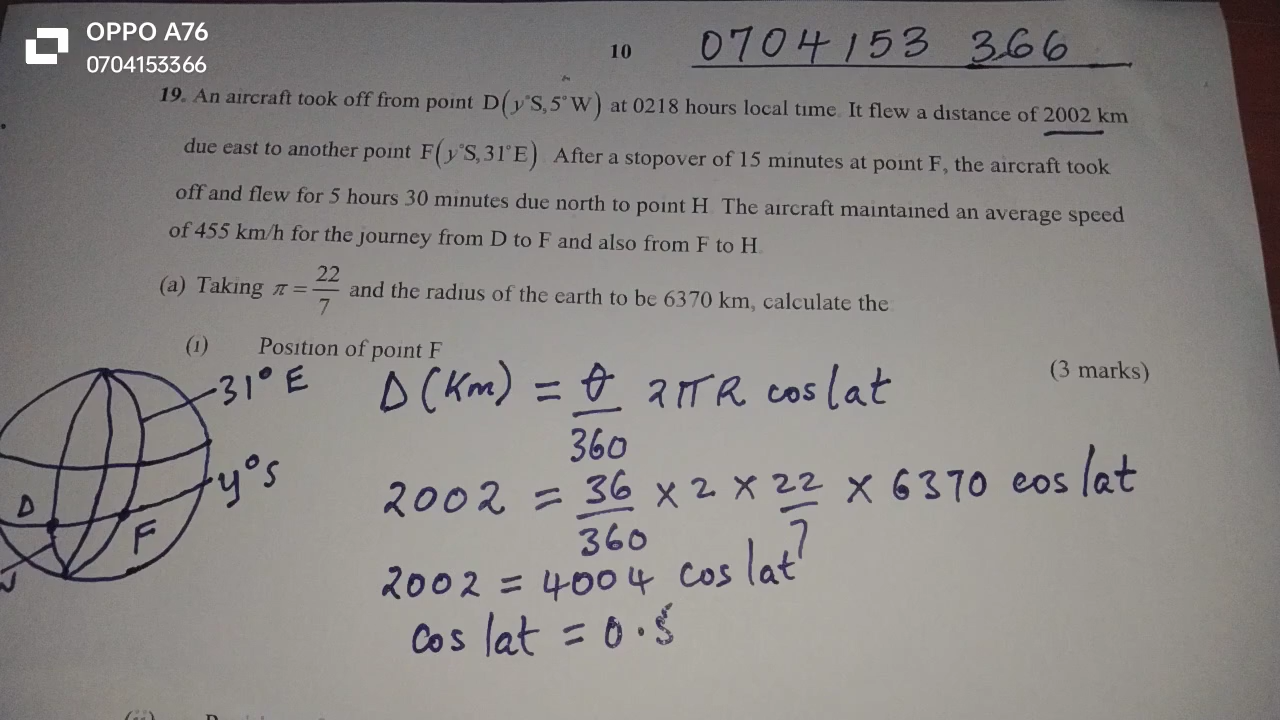 OPPO A76
0704153366
10 0704153 366
19. An aircraft took off from point D(y°S,5°W) at 0218 hours local time. It flew a distance of 2002 km
due east to another point F(y°S,31°E) After a stopover of 15 minutes at point F, the aircraft took
off and flew for 5 hours 30 minutes due north to point H The aircraft maintained an average speed
of 455 km/h for the journey from D to F and also from F to H
(a) Taking π = 22/7 and the radius of the earth to be 6370 km, calculate the
(i) Position of point F
(3 marks)
31° E
y°S
D
F
W
D(Km) = θ/360 2πR cos lat
2002 = 36/360 × 2 × 22/7 × 6370 cos lat
2002 = 4004 cos lat
cos lat = 0.5